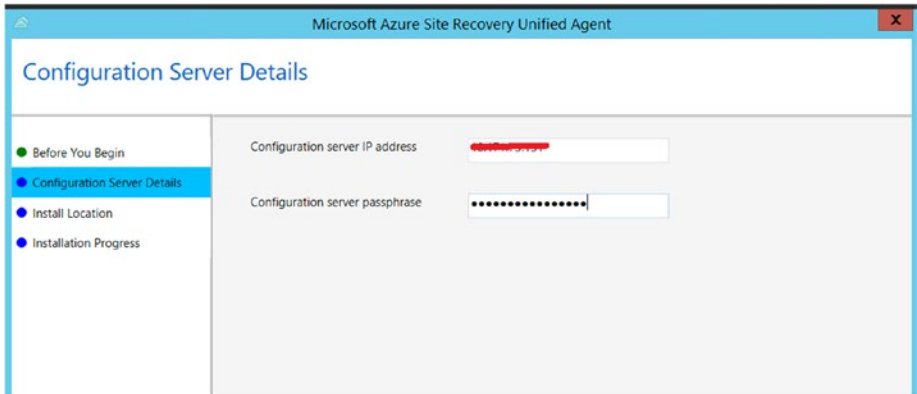 Microsoft Azure Site Recovery Unified Agent
x
Configuration Server Details
Before You Begin
Configuration Server Details
Install Location
Installation Progress
Configuration server IP address
Configuration server passphrase
••••••••••••••••